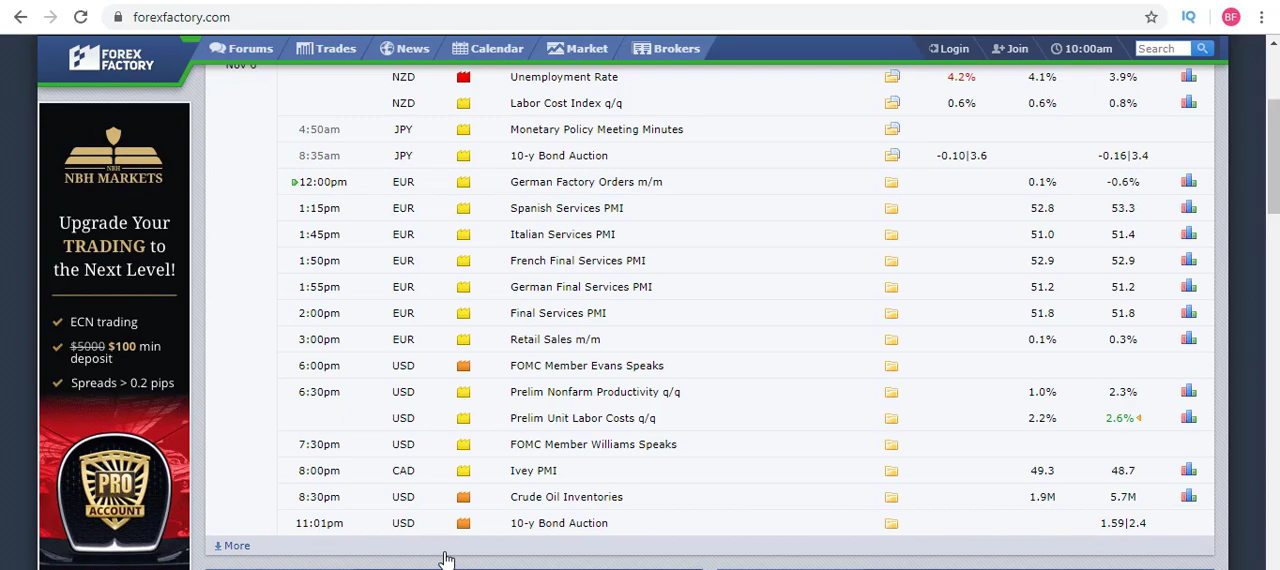 forexfactory.com
IQ
BF
FOREX
FACTORY
Forums Trades News Calendar Market Brokers Login Join 10:00am Search
NZD Unemployment Rate 4.2% 4.1% 3.9%
NZD Labor Cost Index q/q 0.6% 0.6% 0.8%
4:50am JPY Monetary Policy Meeting Minutes
8:35am JPY 10-y Bond Auction -0.10|3.6 -0.16|3.4
12:00pm EUR German Factory Orders m/m 0.1% -0.6%
1:15pm EUR Spanish Services PMI 52.8 53.3
1:45pm EUR Italian Services PMI 51.0 51.4
1:50pm EUR French Final Services PMI 52.9 52.9
1:55pm EUR German Final Services PMI 51.2 51.2
2:00pm EUR Final Services PMI 51.8 51.8
3:00pm EUR Retail Sales m/m 0.1% 0.3%
6:00pm USD FOMC Member Evans Speaks
6:30pm USD Prelim Nonfarm Productivity q/q 1.0% 2.3%
USD Prelim Unit Labor Costs q/q 2.2% 2.6%
7:30pm USD FOMC Member Williams Speaks
8:00pm CAD Ivey PMI 49.3 48.7
8:30pm USD Crude Oil Inventories 1.9M 5.7M
11:01pm USD 10-y Bond Auction 1.59|2.4
More
NBH
NBH MARKETS
Upgrade Your
TRADING to
the Next Level!
ECN trading
$5000 $100 min
deposit
Spreads > 0.2 pips
PRO
ACCOUNT